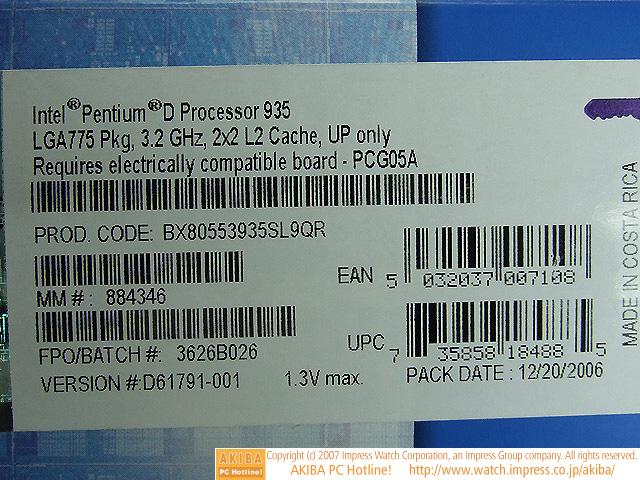 Intel®Pentium®D Processor 935
LGA775 Pkg, 3.2 GHz, 2x2 L2 Cache, UP only
Requires electrically compatible board - PCG05A
PROD. CODE: BX80553935SL9QR
MM #: 884346
FPO/BATCH #: 3626B026
VERSION #:D61791-001 1.3V max.
EAN 5 032037 007108
UPC 7 35858 18488 5
PACK DATE : 12/20/2006
MADE IN COSTA RICA
AKIBA
PC Hotline!
Copyright (c) 2007 Impress Watch Corporation, an Impress Group company. All rights reserved.
AKIBA PC Hotline! http://www.watch.impress.co.jp/akiba/